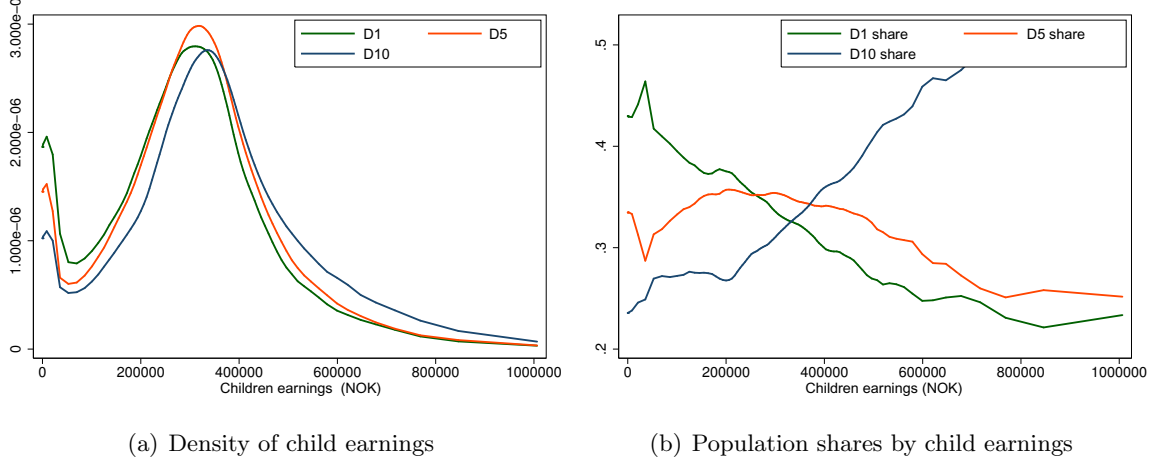 D1
D5
D10
3.000e−06
2.000e−06
1.000e−06
0
0
200000
400000
600000
800000
1000000
Children earnings (NOK)
(a) Density of child earnings
D1 share
D5 share
D10 share
.5
.4
.3
.2
0
200000
400000
600000
800000
1000000
Children earnings (NOK)
(b) Population shares by child earnings